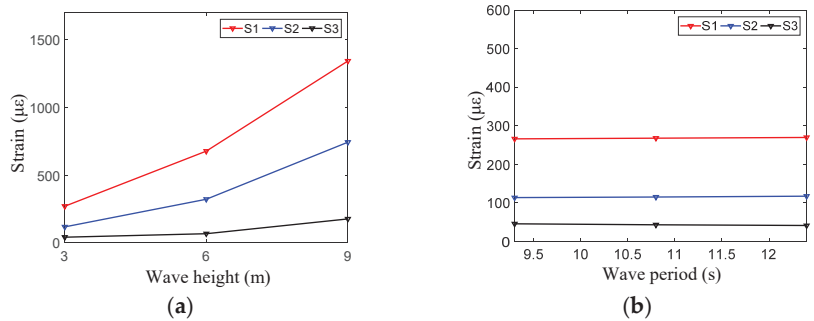 S1 S2 S3
1500
1000
500
0
Strain (με)
3 6 9
Wave height (m)
(a)
S1 S2 S3
600
500
400
300
200
100
0
Strain (με)
9.5 10 10.5 11 11.5 12
Wave period (s)
(b)